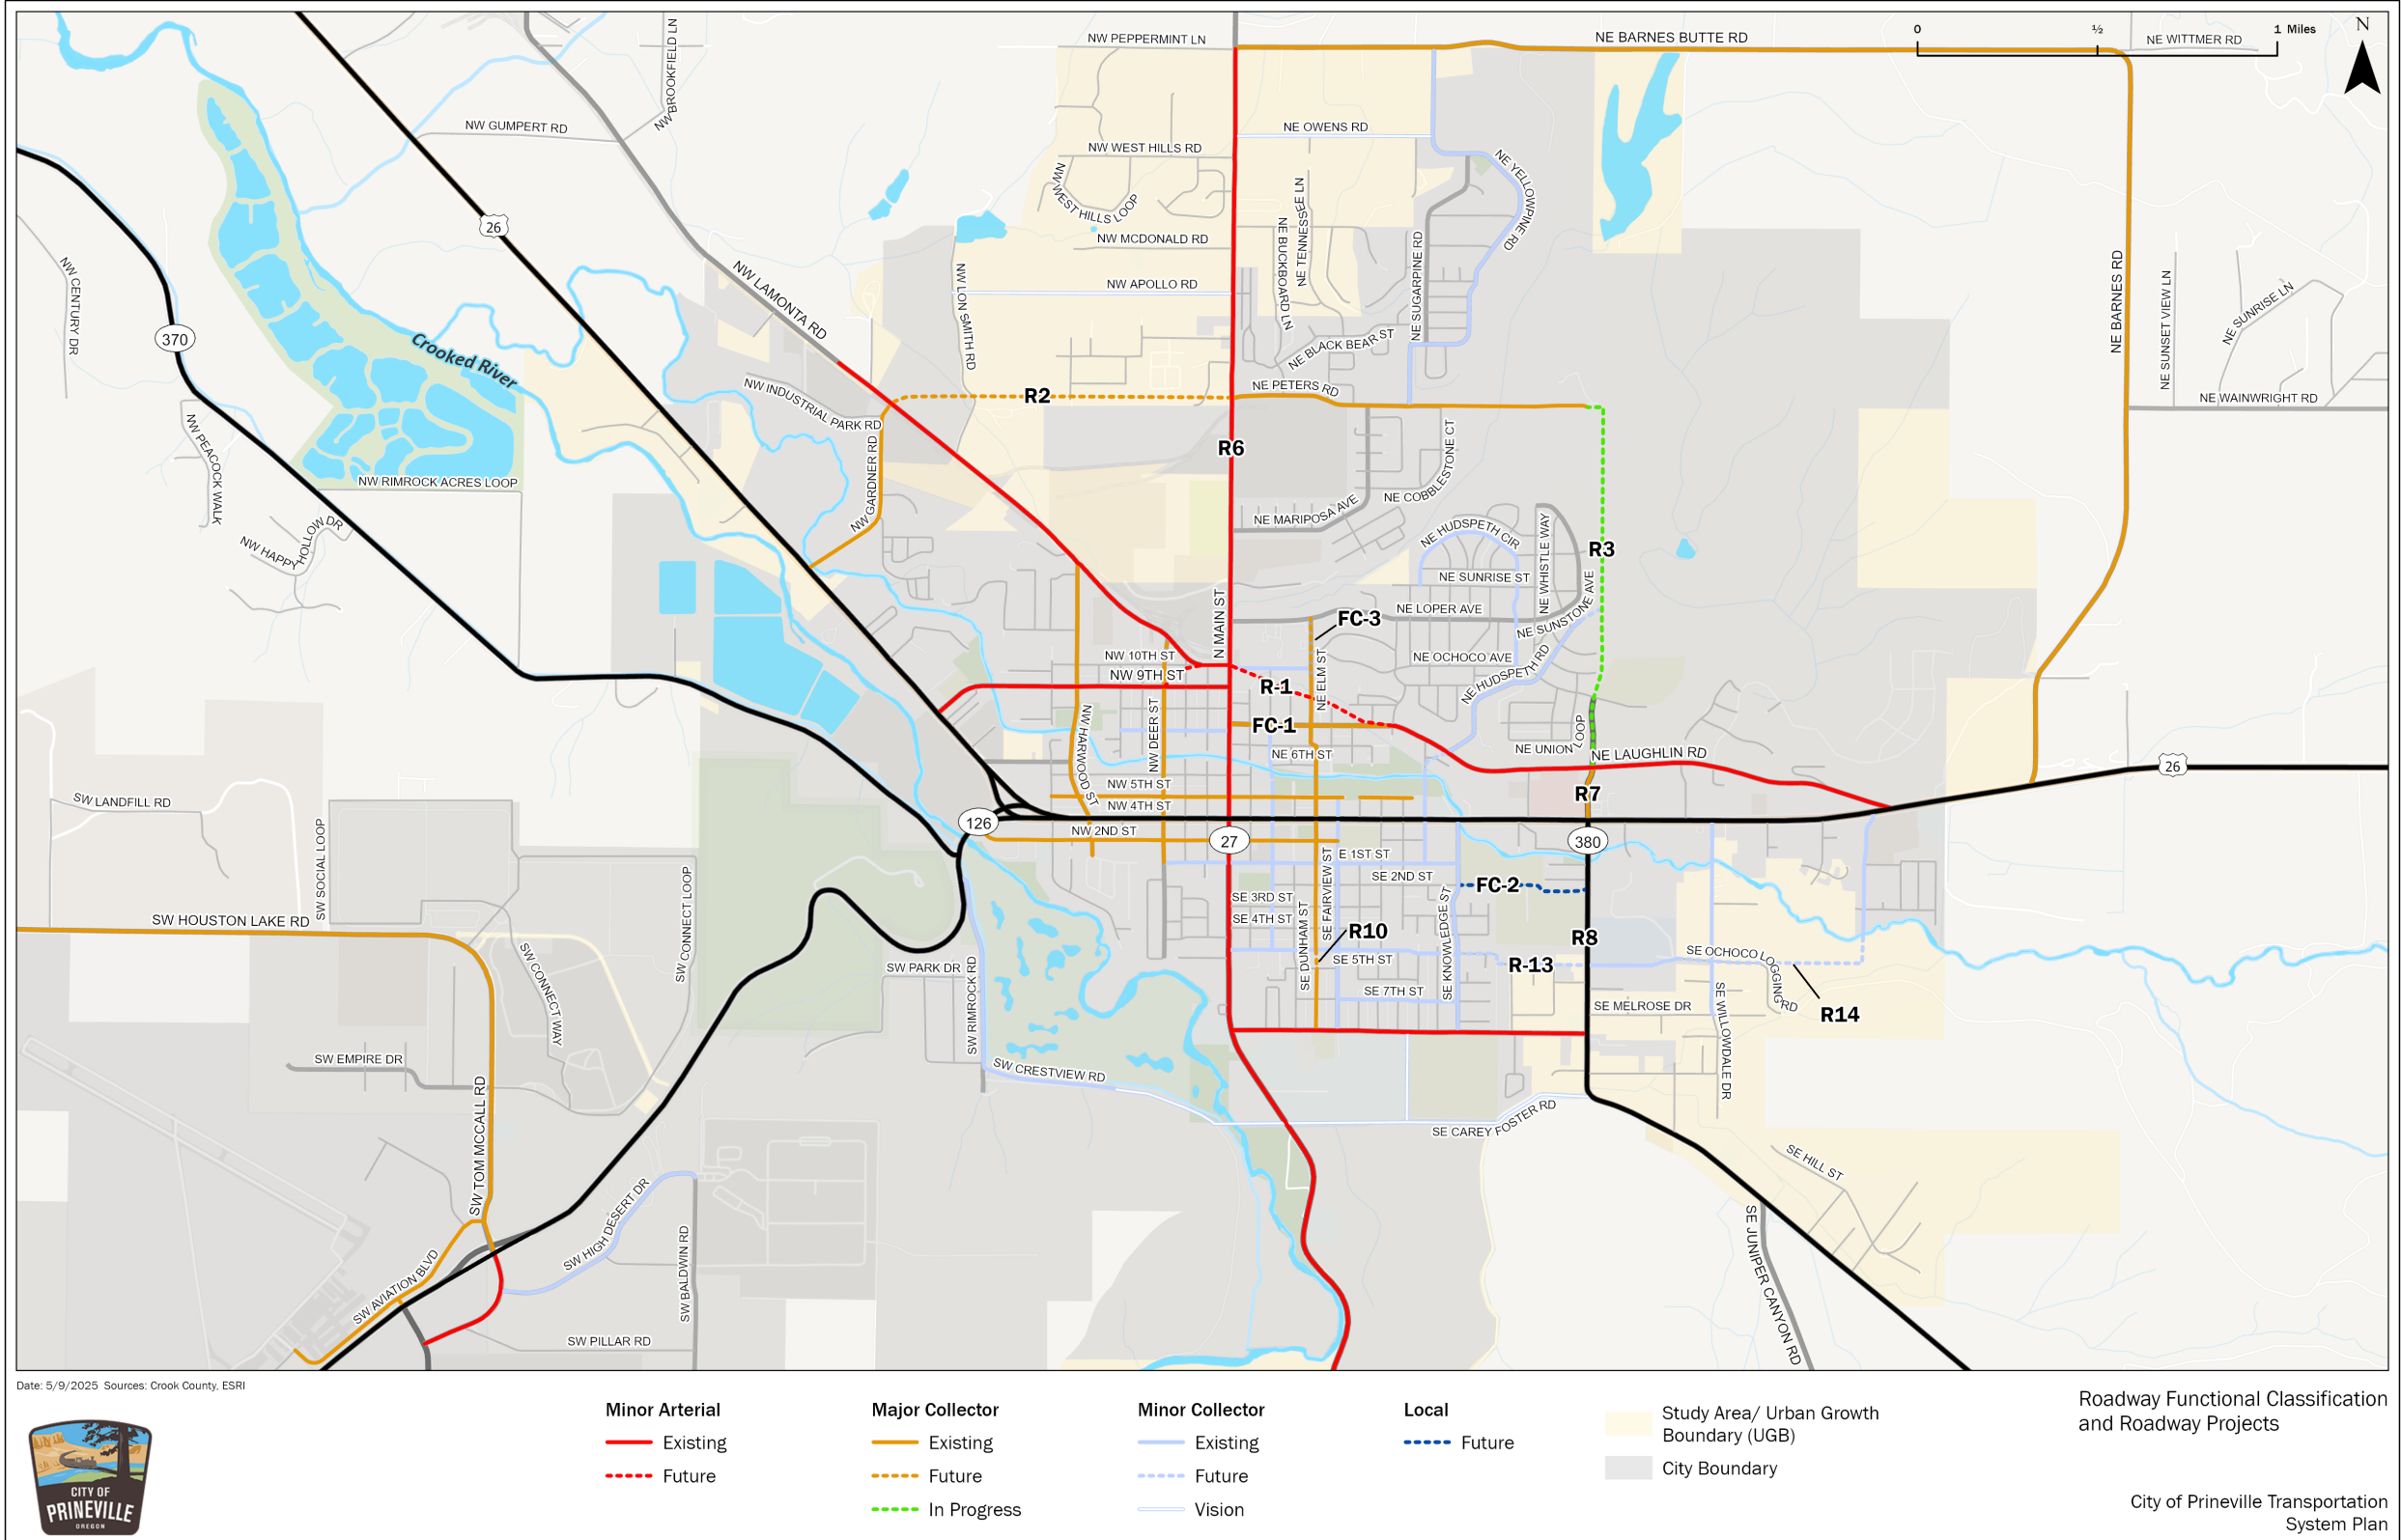 NW PEPPERMINT LN
NE BARNES BUTTE RD
0
½
1 Miles
N
NE WITTMER RD
NW BROOKFIELD LN
NW GUMPERT RD
NE OWENS RD
NW WEST HILLS RD
NW WEST HILLS LOOP
NE YELLOWPINE RD
NE TENNESSEE LN
NE BUCKBOARD LN
26
NW MCDONALD RD
NE SUGARPINE RD
NW CENTURY DR
NW LAMONTA RD
NW LON SMITH RD
NW APOLLO RD
NE BARNES RD
NE SUNSET VIEW LN
NE SUNRISE LN
370
Crooked River
NE BLACK BEAR ST
NW INDUSTRIAL PARK RD
R2
NE PETERS RD
NE WAINWRIGHT RD
NW PEACOCK WALK
NW GARDNER RD
R6
NE COBBLESTONE CT
NW RIMROCK ACRES LOOP
NW HAPPY HOLLOW DR
NE MARIPOSA AVE
NE HUDSPETH CIR
NE WHISTLE WAY
R3
NE SUNRISE ST
N MAIN ST
FC-3
NE LOPER AVE
NE SUNSTONE AVE
NW 10TH ST
NE ELM ST
NE OCHOCO AVE
NW 9TH ST
R-1
NE HUDSPETH RD
NW HARWOOD ST
NW DEER ST
FC-1
NE UNION LOOP
NE 6TH ST
NE LAUGHLIN RD
26
NW 5TH ST
R7
SW LANDFILL RD
NW 4TH ST
126
NW 2ND ST
27
380
SW SOCIAL LOOP
E 1ST ST
SE 2ND ST
FC-2
SW CONNECT LOOP
SE 3RD ST
SE FAIRVIEW ST
SE KNOWLEDGE ST
SW HOUSTON LAKE RD
SE 4TH ST
SE DUNHAM ST
R10
R8
SW CONNECT WAY
SW PARK DR
SE 5TH ST
R-13
SE OCHOCO LOGGING RD
SW RIMROCK RD
SE 7TH ST
SE MELROSE DR
R14
SW EMPIRE DR
SW CRESTVIEW RD
SE WILLOWDALE DR
SW TOM MCCALL RD
SE CAREY FOSTER RD
SE HILL ST
SW HIGH DESERT DR
SW BALDWIN RD
SE JUNIPER CANYON RD
SW AVIATION BLVD
SW PILLAR RD
Date: 5/9/2025 Sources: Crook County, ESRI
CITY OF
PRINEVILLE
OREGON
Minor Arterial
Existing
Future
Major Collector
Existing
Future
In Progress
Minor Collector
Existing
Future
Vision
Local
Future
Study Area/ Urban Growth
Boundary (UGB)
City Boundary
Roadway Functional Classification
and Roadway Projects
City of Prineville Transportation
System Plan